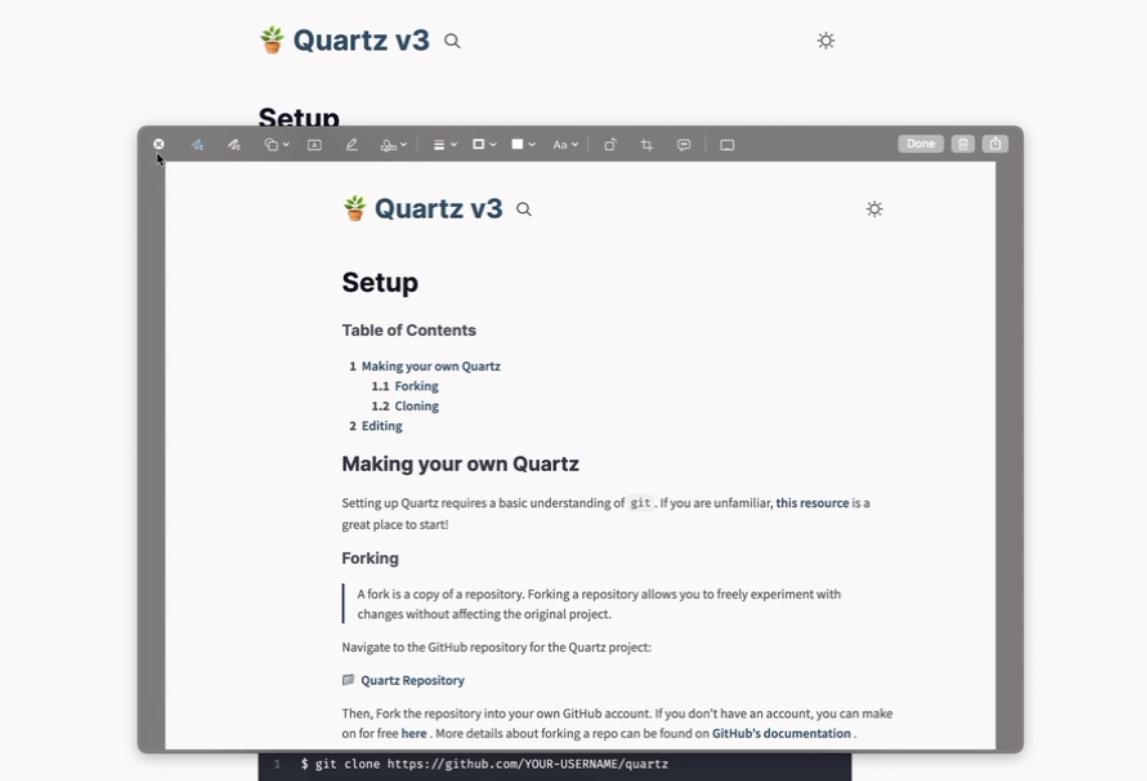 Quartz v3
Setup
Aa
Done
Quartz v3
Setup
Table of Contents
1 Making your own Quartz
1.1 Forking
1.2 Cloning
2 Editing
Making your own Quartz
Setting up Quartz requires a basic understanding of git . If you are unfamiliar, this resource is a
great place to start!
Forking
A fork is a copy of a repository. Forking a repository allows you to freely experiment with
changes without affecting the original project.
Navigate to the GitHub repository for the Quartz project:
Quartz Repository
Then, Fork the repository into your own GitHub account. If you don't have an account, you can make
on for free here . More details about forking a repo can be found on GitHub's documentation .
1 $ git clone https://github.com/YOUR-USERNAME/quartz